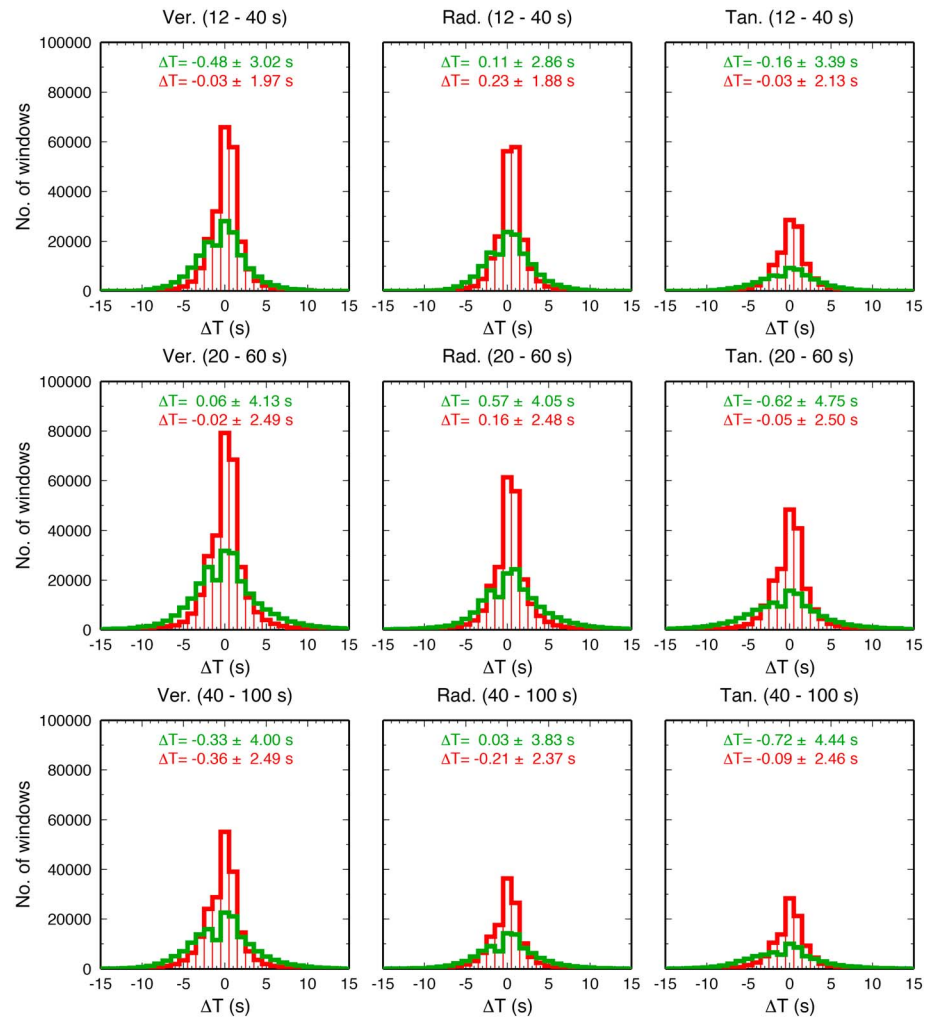 Ver. (12 - 40 s) Rad. (12 - 40 s) Tan. (12 - 40 s)
100000
ΔT= -0.48 ± 3.02 s ΔT= 0.11 ± 2.86 s ΔT= -0.16 ± 3.39 s
ΔT= -0.03 ± 1.97 s ΔT= 0.23 ± 1.88 s ΔT= -0.03 ± 2.13 s
80000
60000
40000
20000
0
No. of windows
-15 -10 -5 0 5 10 15 -15 -10 -5 0 5 10 15 -15 -10 -5 0 5 10 15
ΔT (s) ΔT (s) ΔT (s)
Ver. (20 - 60 s) Rad. (20 - 60 s) Tan. (20 - 60 s)
100000
ΔT= 0.06 ± 4.13 s ΔT= 0.57 ± 4.05 s ΔT= -0.62 ± 4.75 s
ΔT= -0.02 ± 2.49 s ΔT= 0.16 ± 2.48 s ΔT= -0.05 ± 2.50 s
80000
60000
40000
20000
0
No. of windows
-15 -10 -5 0 5 10 15 -15 -10 -5 0 5 10 15 -15 -10 -5 0 5 10 15
ΔT (s) ΔT (s) ΔT (s)
Ver. (40 - 100 s) Rad. (40 - 100 s) Tan. (40 - 100 s)
100000
ΔT= -0.33 ± 4.00 s ΔT= 0.03 ± 3.83 s ΔT= -0.72 ± 4.44 s
ΔT= -0.36 ± 2.49 s ΔT= -0.21 ± 2.37 s ΔT= -0.09 ± 2.46 s
80000
60000
40000
20000
0
No. of windows
-15 -10 -5 0 5 10 15 -15 -10 -5 0 5 10 15 -15 -10 -5 0 5 10 15
ΔT (s) ΔT (s) ΔT (s)